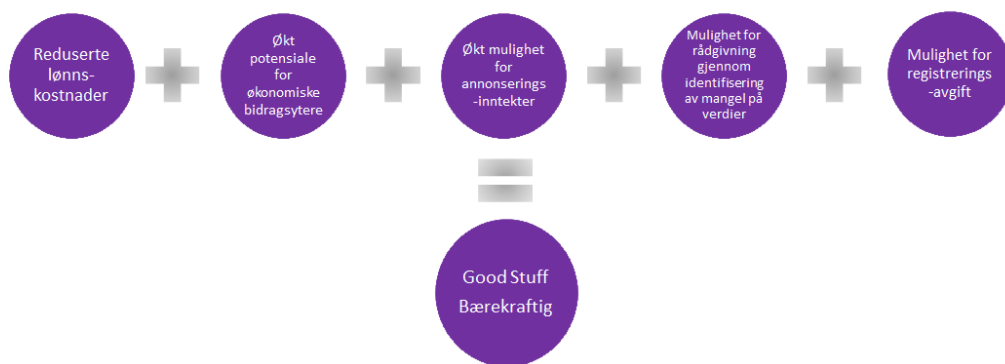 Reduserte
lønns-
kostnader
Økt
potensiale
for
økonomiske
bidragsytere
Økt mulighet
for
annonserings
-inntekter
Mulighet for
rådgivning
gjennom
identifisering
av mangel på
verdier
Mulighet for
registrerings
-avgift
Good Stuff
Bærekraftig